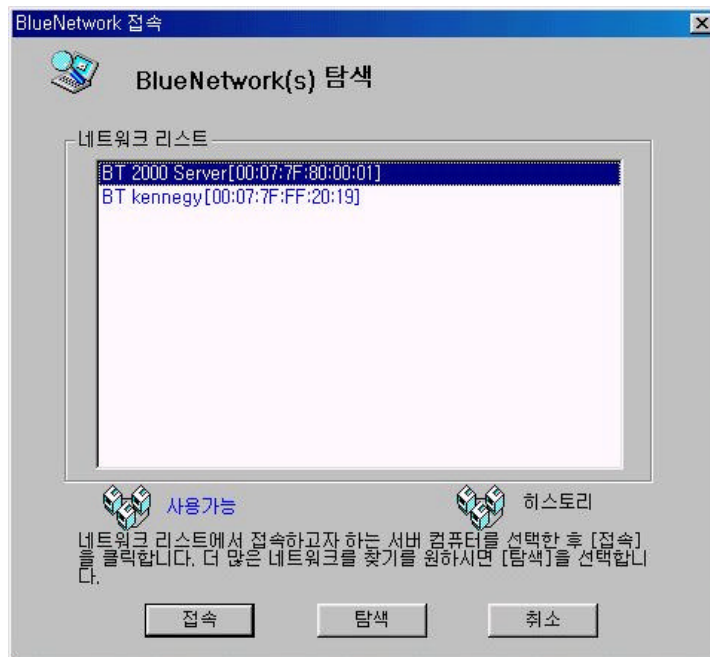 BlueNetwork 접속
BlueNetwork(s) 탐색
네트워크 리스트
BT 2000 Server[00:07:7F:80:00:01]
BT kennegy[00:07:7F:FF:20:19]
사용가능
히스토리
네트워크 리스트에서 접속하고자 하는 서버 컴퓨터를 선택한 후 [접속]
을 클릭합니다. 더 많은 네트워크를 찾기를 원하시면 [탐색]을 선택합니
다.
접속
탐색
취소